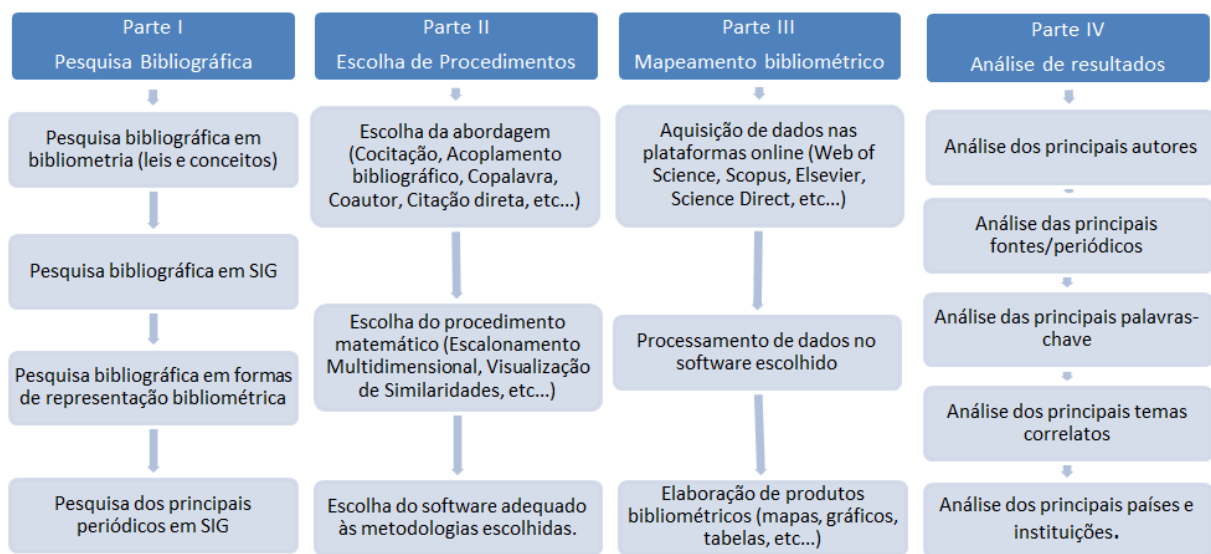 Parte I
Pesquisa Bibliográfica
Pesquisa bibliográfica em
bibliometria (leis e conceitos)
Pesquisa bibliográfica em SIG
Pesquisa bibliográfica em formas
de representação bibliométrica
Pesquisa dos principais
periódicos em SIG
Parte II
Escolha de Procedimentos
Escolha da abordagem
(Cocitação, Acoplamento
bibliográfico, Copalavra,
Coautor, Citação direta, etc...)
Escolha do procedimento
matemático (Escalonamento
Multidimensional, Visualização
de Similaridades, etc...)
Escolha do software adequado
às metodologias escolhidas.
Parte III
Mapeamento bibliométrico
Aquisição de dados nas
plataformas online (Web of
Science, Scopus, Elsevier,
Science Direct, etc...)
Processamento de dados no
software escolhido
Elaboração de produtos
bibliométricos (mapas, gráficos,
tabelas, etc...)
Parte IV
Análise de resultados
Análise dos principais autores
Análise das principais
fontes/periódicos
Análise das principais palavras-
chave
Análise dos principais temas
correlatos
Análise dos principais países e
instituições.